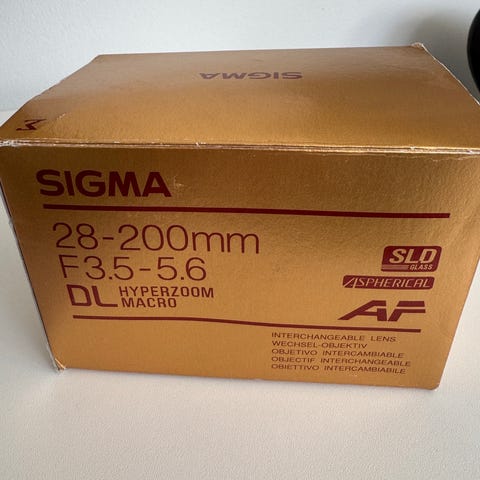 SIGMA
Σ
SIGMA
28-200mm
F3.5-5.6
DL HYPERZOOM
MACRO
SLD
GLASS
ASPHERICAL
AF
INTERCHANGEABLE LENS
WECHSEL-OBJEKTIV
OBJETIVO INTERCAMBIABLE
OBJECTIF INTERCHANGEABLE
OBIETTIVO INTERCAMBIABILE